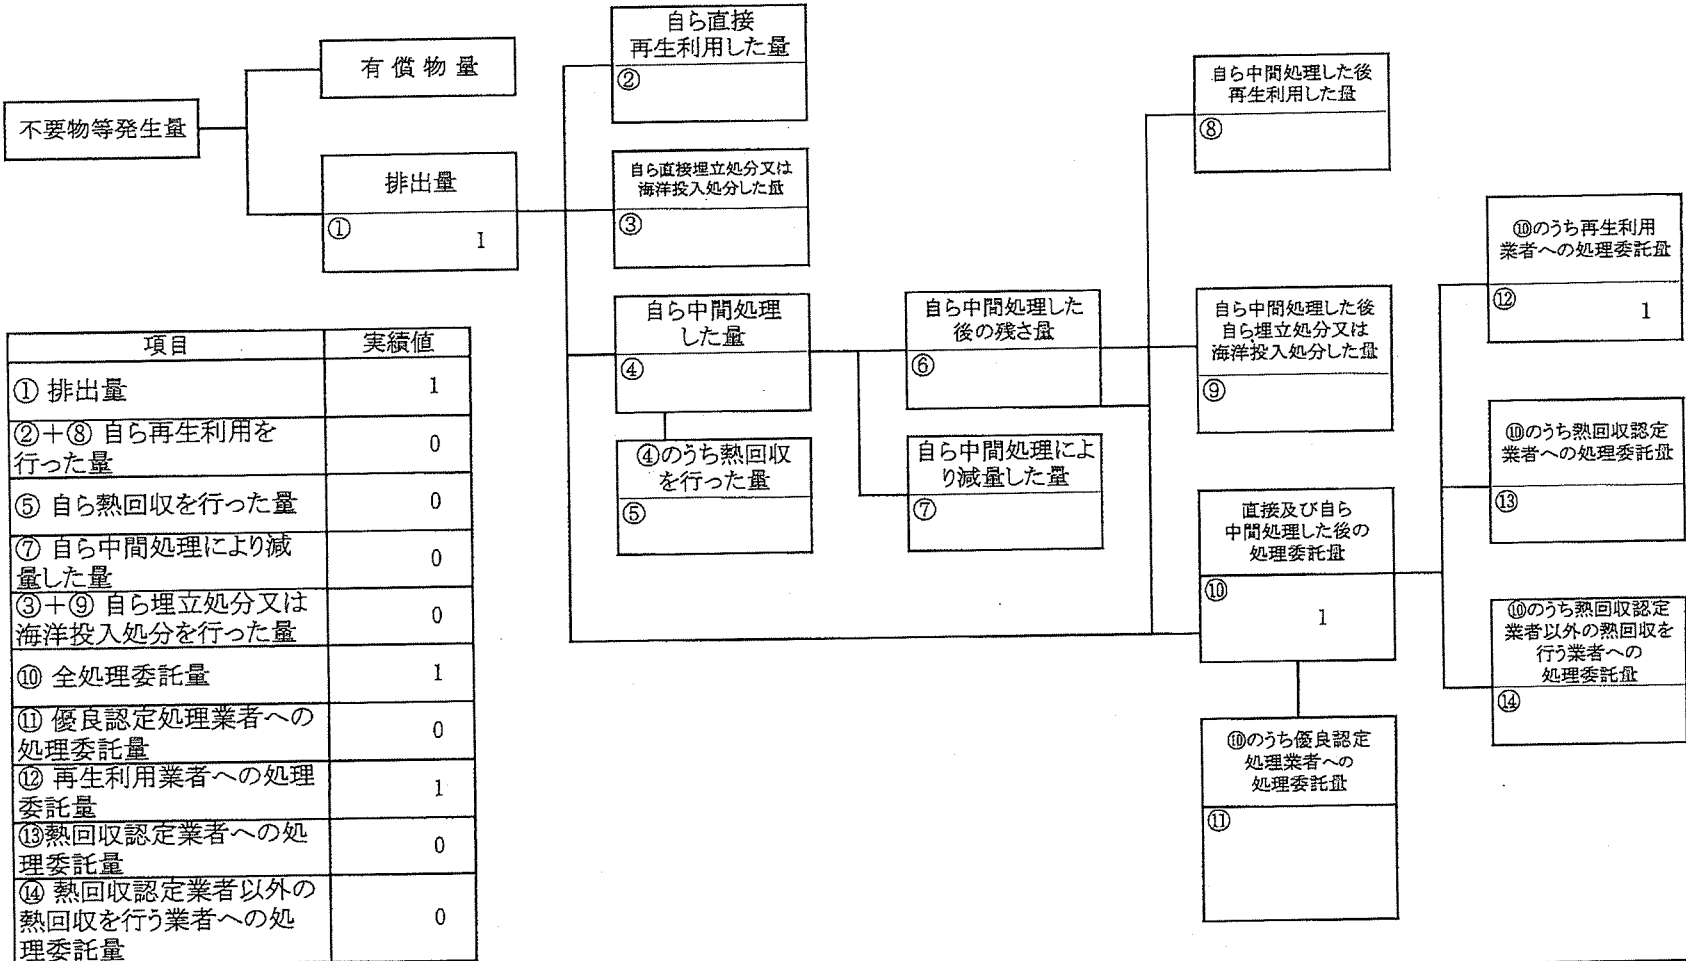 不要物等発生量
有償物量
排出量
①
1
自ら直接
再生利用した量
②
自ら直接埋立処分又は
海洋投入処分した量
③
自ら中間処理
した量
④
④のうち熱回収
を行った量
⑤
自ら中間処理した
後の残さ量
⑥
自ら中間処理によ
り減量した量
⑦
自ら中間処理した後
再生利用した量
⑧
自ら中間処理した後
自ら埋立処分又は
海洋投入処分した量
⑨
直接及び自ら
中間処理した後の
処理委託量
⑩
1
⑩のうち優良認定
処理業者への
処理委託量
⑪
⑩のうち再生利用
業者への処理委託量
⑫
1
⑩のうち熱回収認定
業者への処理委託量
⑬
⑩のうち熱回収認定
業者以外の熱回収を
行う業者への
処理委託量
⑭
項目 実績値
① 排出量 1
②+⑧ 自ら再生利用を
行った量 0
⑤ 自ら熱回収を行った量 0
⑦ 自ら中間処理により減
量した量 0
③+⑨ 自ら埋立処分又は
海洋投入処分を行った量 0
⑩ 全処理委託量 1
⑪ 優良認定処理業者への
処理委託量 0
⑫ 再生利用業者への処理
委託量 1
⑬熱回収認定業者への処
理委託量 0
⑭ 熱回収認定業者以外の
熱回収を行う業者への処
理委託量 0